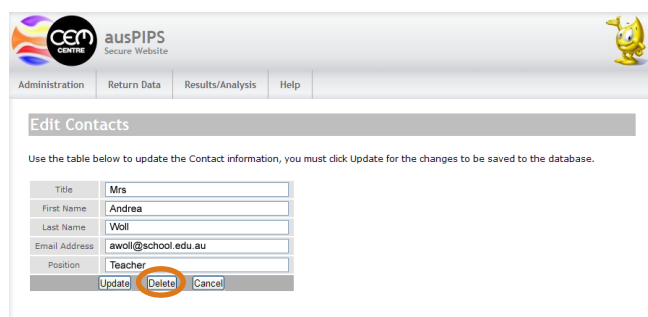 CEM
CENTRE
ausPIPS
Secure Website
Administration Return Data Results/Analysis Help
Edit Contacts
Use the table below to update the Contact information, you must click Update for the changes to be saved to the database.
Title Mrs
First Name Andrea
Last Name Woll
Email Address awoll@school.edu.au
Position Teacher
Update Delete Cancel